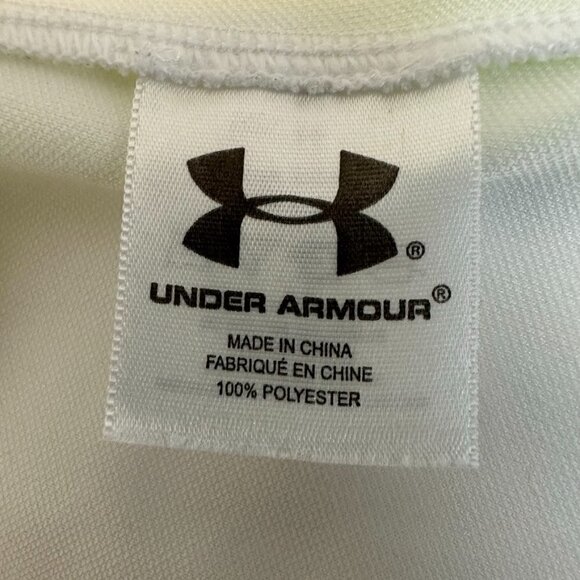 ®
UNDER ARMOUR®
MADE IN CHINA
FABRIQUÉ EN CHINE
100% POLYESTER